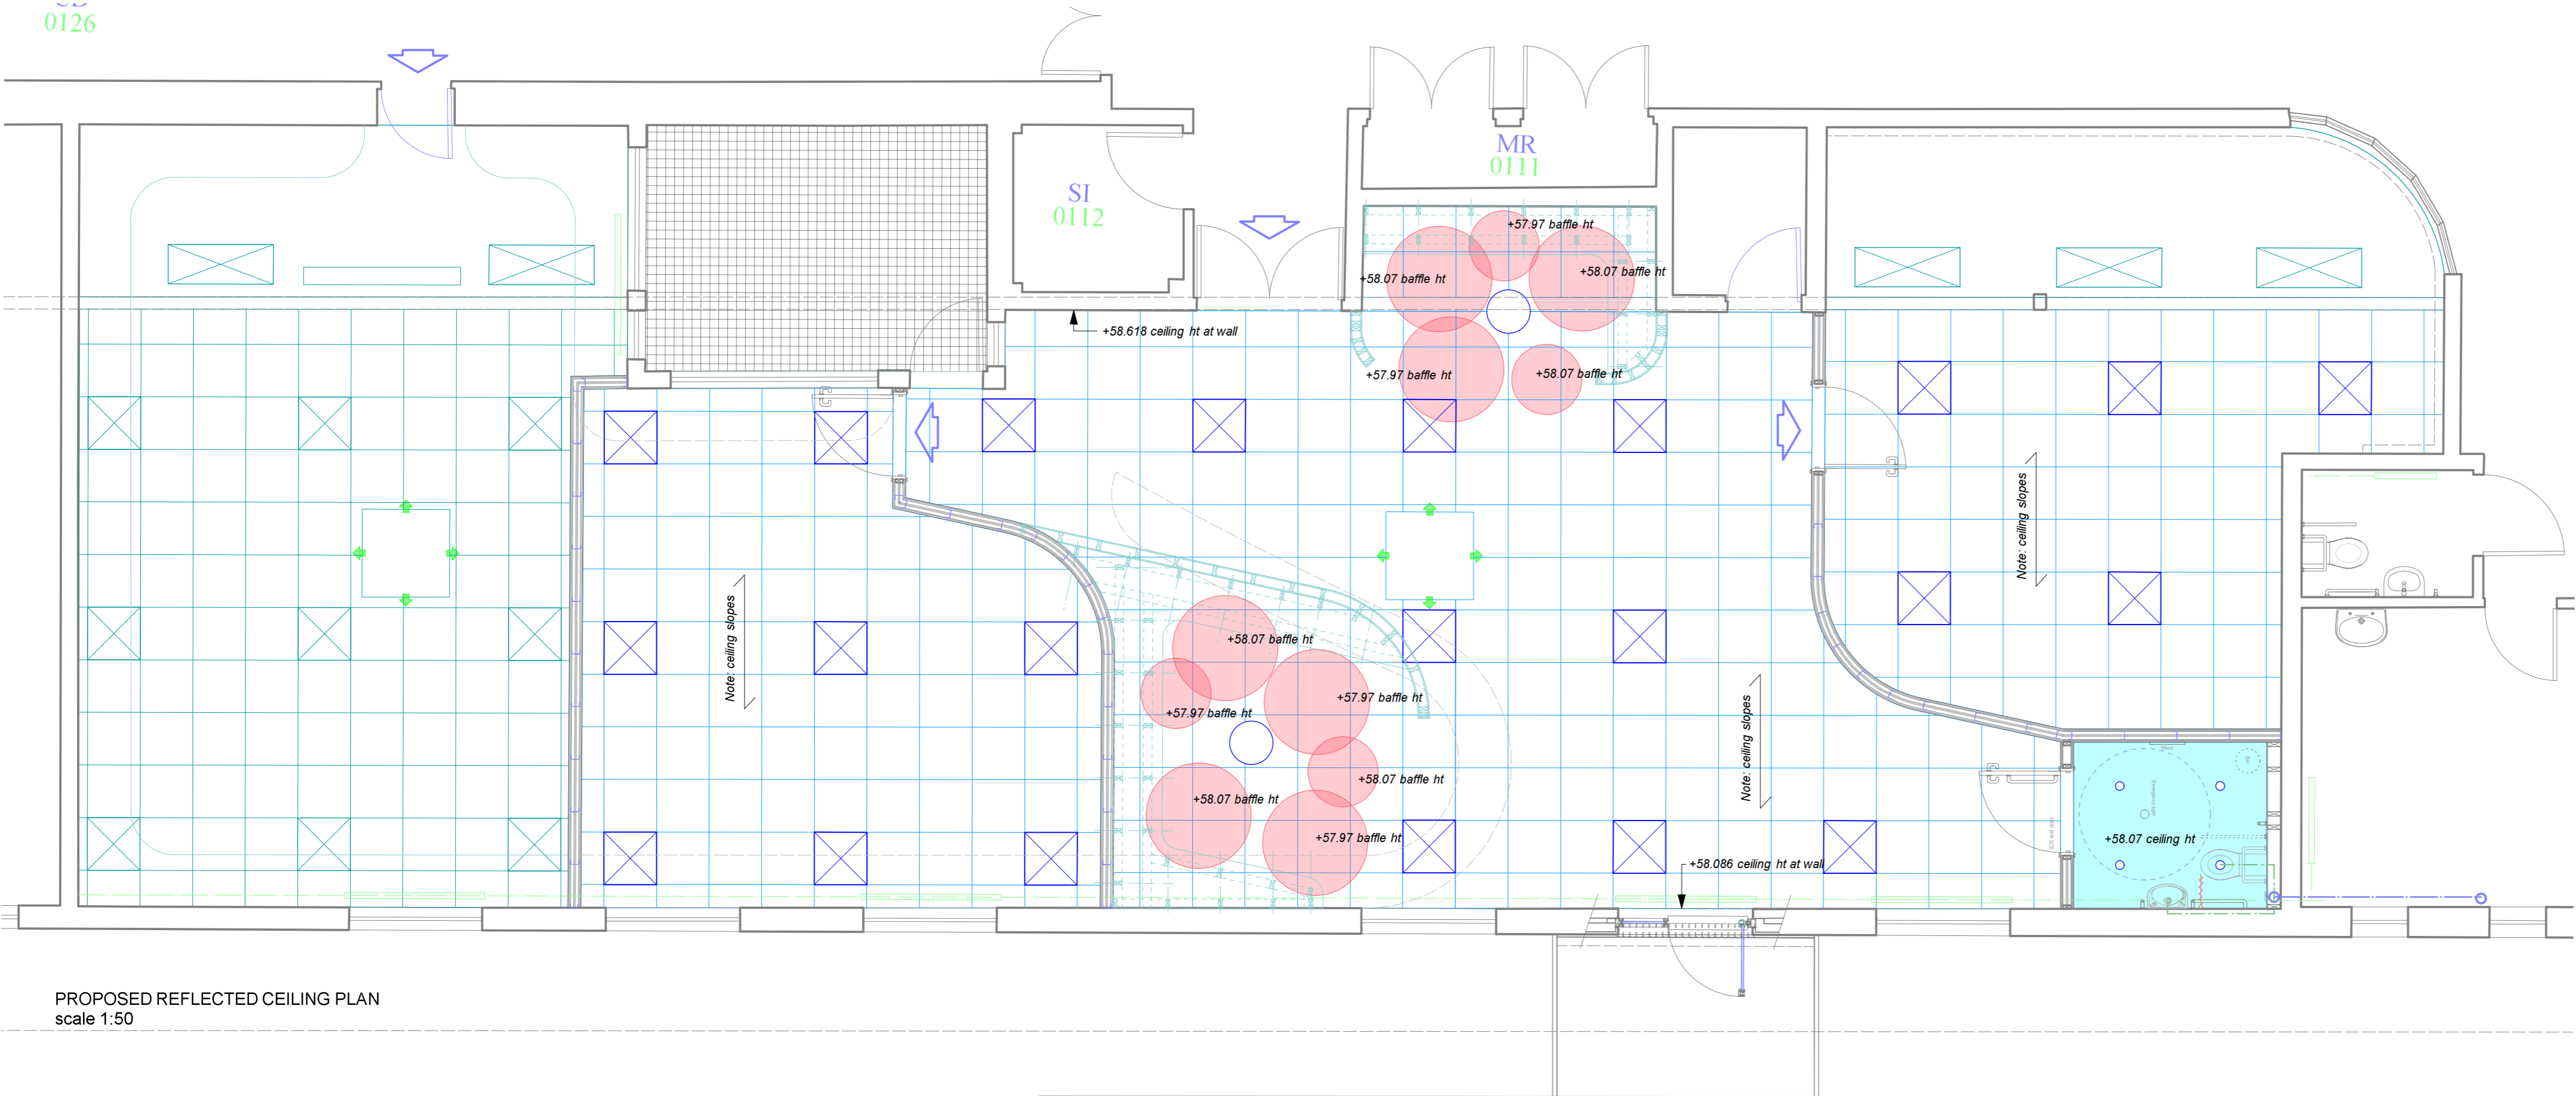 0126
MR
0111
SI
0112
+57.97 baffle ht
+58.07 baffle ht
+58.07 baffle ht
+58.618 ceiling ht at wall
+57.97 baffle ht
+58.07 baffle ht
Note: ceiling slopes
Note: ceiling slopes
+58.07 baffle ht
+57.97 baffle ht
+57.97 baffle ht
Note: ceiling slopes
+58.07 baffle ht
+58.07 baffle ht
+57.97 baffle ht
+58.07 ceiling ht
+58.086 ceiling ht at wall
PROPOSED REFLECTED CEILING PLAN
scale 1:50